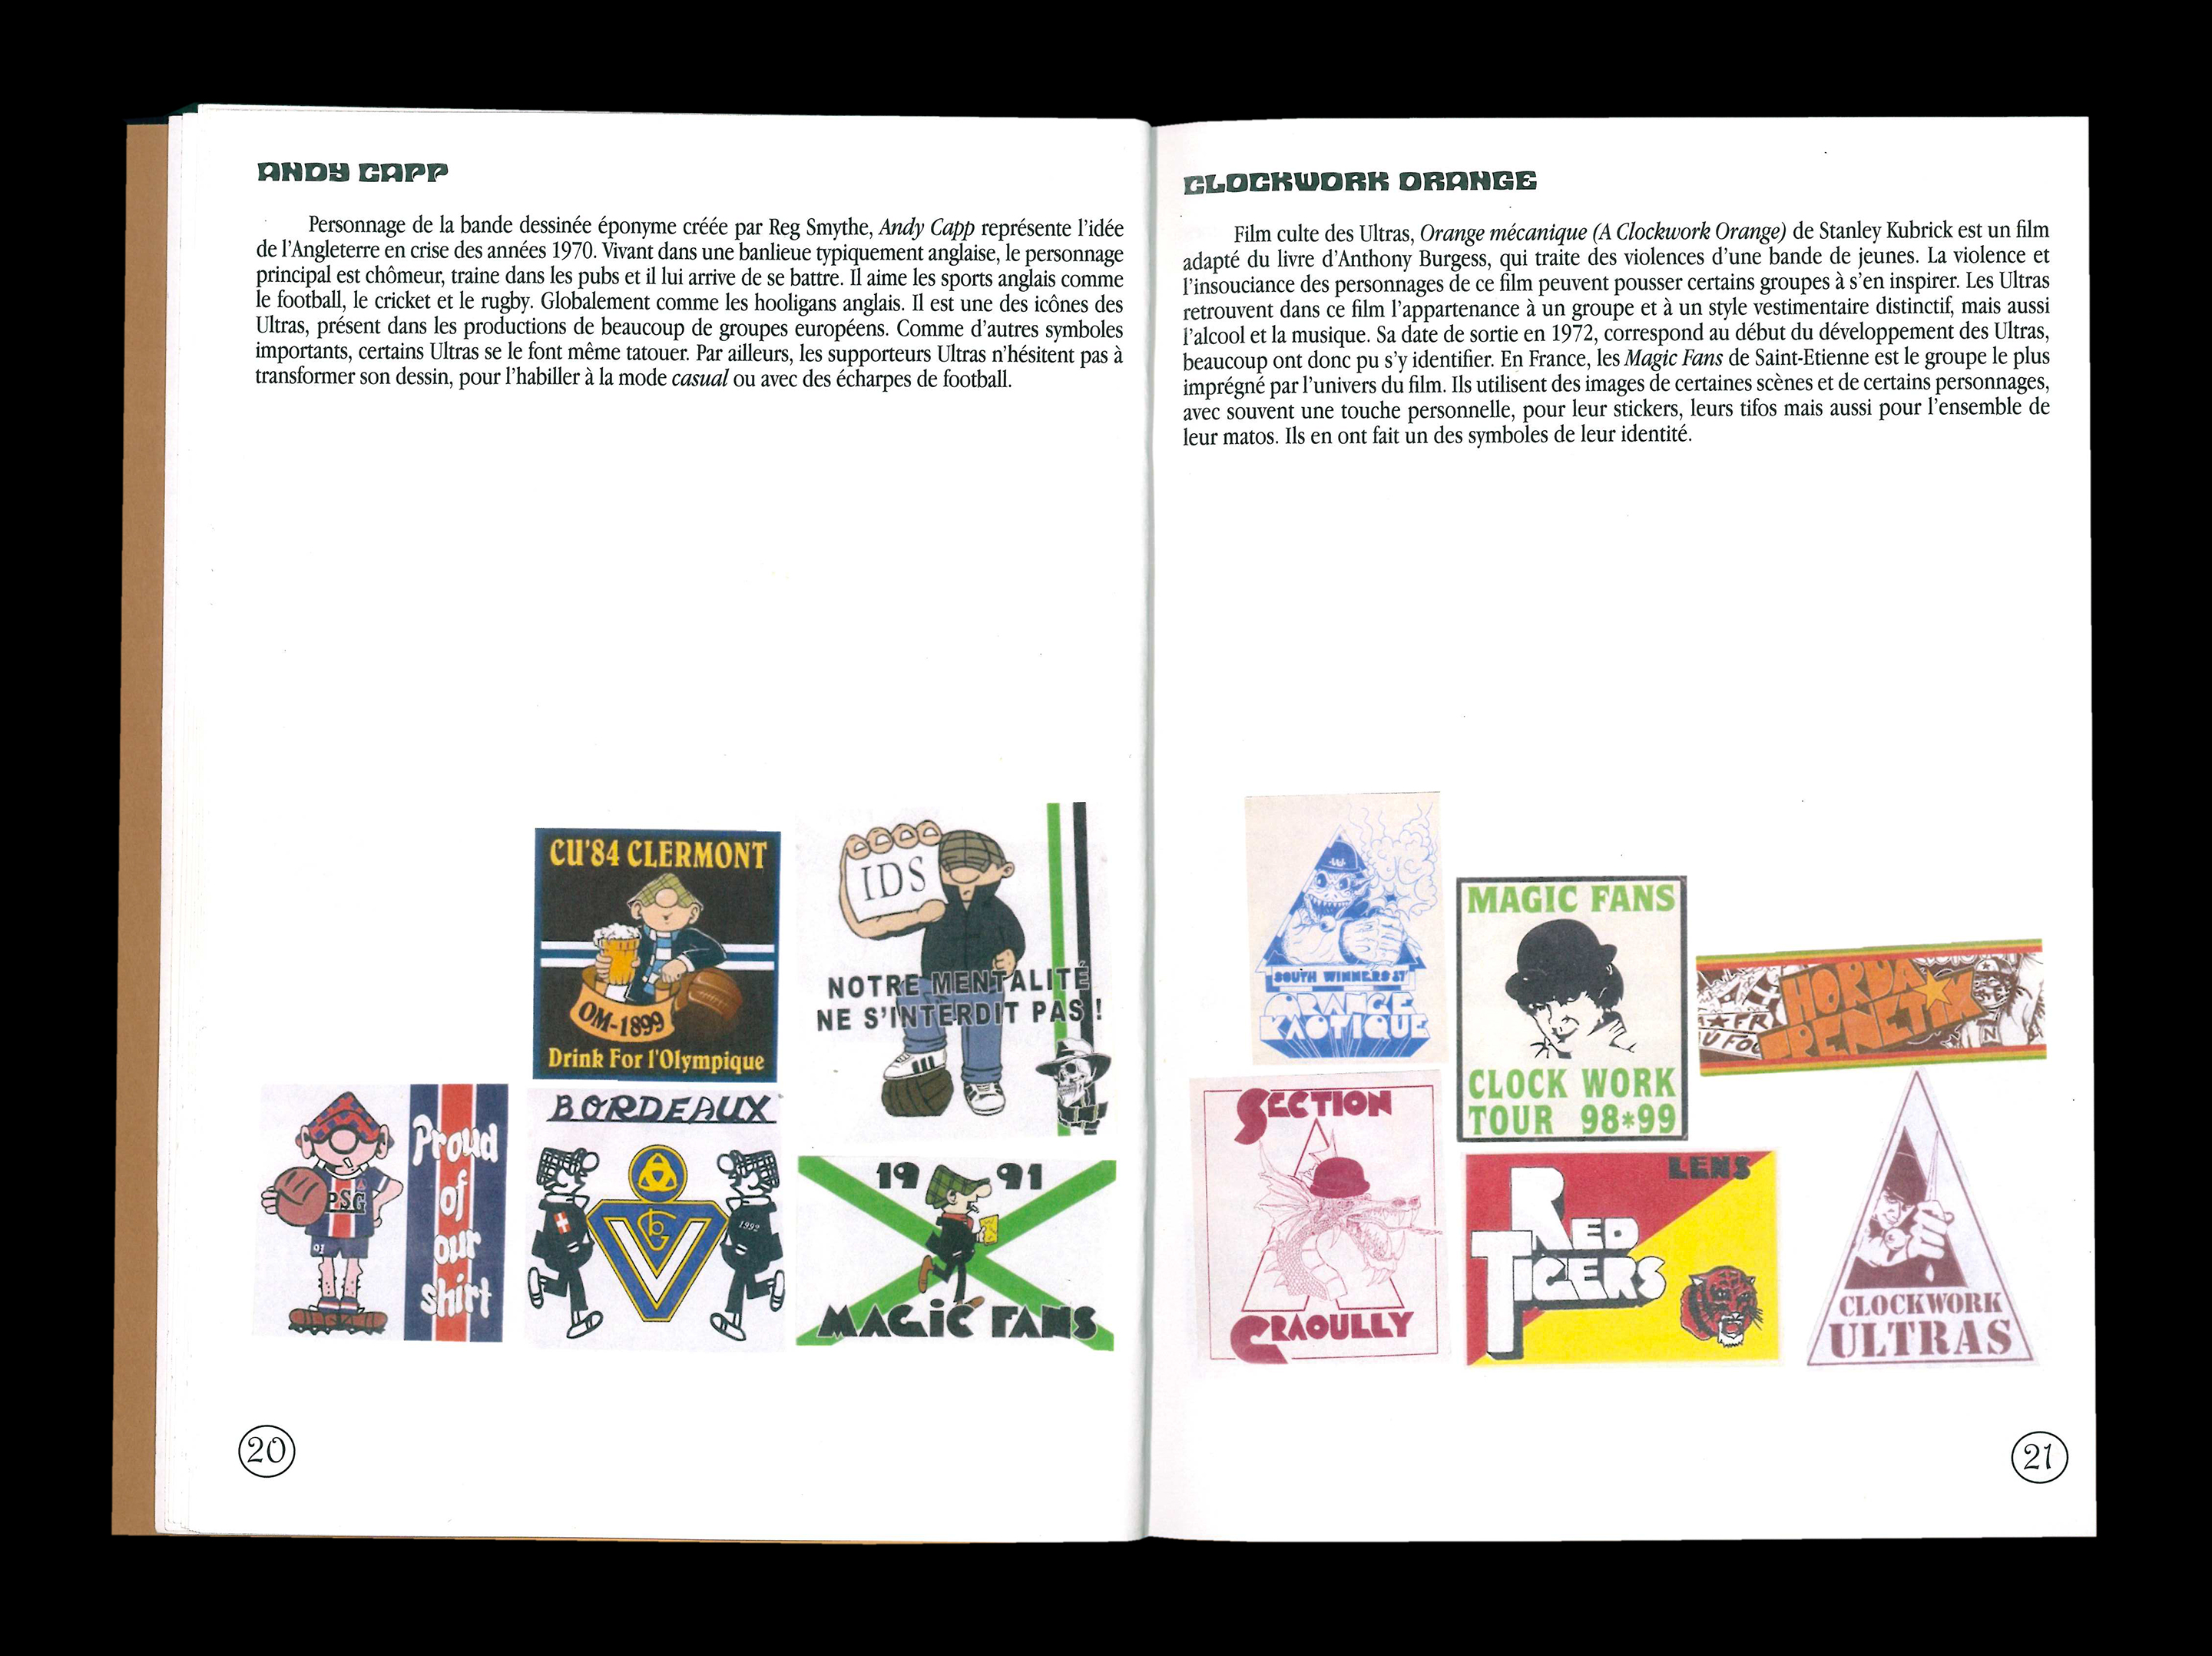 ANDY CAPP
Personnage de la bande dessinée éponyme créée par Reg Smythe, Andy Capp représente l'idée
de l'Angleterre en crise des années 1970. Vivant dans une banlieue typiquement anglaise, le personnage
principal est chômeur, traine dans les pubs et il lui arrive de se battre. Il aime les sports anglais comme
le football, le cricket et le rugby. Globalement comme les hooligans anglais. Il est une des icônes des
Ultras, présent dans les productions de beaucoup de groupes européens. Comme d'autres symboles
importants, certains Ultras se le font même tatouer. Par ailleurs, les supporteurs Ultras n'hésitent pas à
transformer son dessin, pour l'habiller à la mode casual ou avec des écharpes de football.
CU'84 CLERMONT
OM-1899
Drink For l'Olympique
IDS
NOTRE MENTALITÉ
NE S'INTERDIT PAS !
PSG
91
Proud
of
our
shirt
BORDEAUX
1992
19 91
MAGIC FANS
20
CLOCKWORK ORANGE
Film culte des Ultras, Orange mécanique (A Clockwork Orange) de Stanley Kubrick est un film
adapté du livre d'Anthony Burgess, qui traite des violences d'une bande de jeunes. La violence et
l'insouciance des personnages de ce film peuvent pousser certains groupes à s'en inspirer. Les Ultras
retrouvent dans ce film l'appartenance à un groupe et à un style vestimentaire distinctif, mais aussi
l'alcool et la musique. Sa date de sortie en 1972, correspond au début du développement des Ultras,
beaucoup ont donc pu s'y identifier. En France, les Magic Fans de Saint-Etienne est le groupe le plus
imprégné par l'univers du film. Ils utilisent des images de certaines scènes et de certains personnages,
avec souvent une touche personnelle, pour leur stickers, leurs tifos mais aussi pour l'ensemble de
leur matos. Ils en ont fait un des symboles de leur identité.
SOUTH WINNERS 87
ORANGE
KAOTIQUE
MAGIC FANS
CLOCK WORK
TOUR 98*99
HORDA
FRENETIK
SECTION
GRAOULLY
LENS
RED
TIGERS
CLOCKWORK
ULTRAS
21